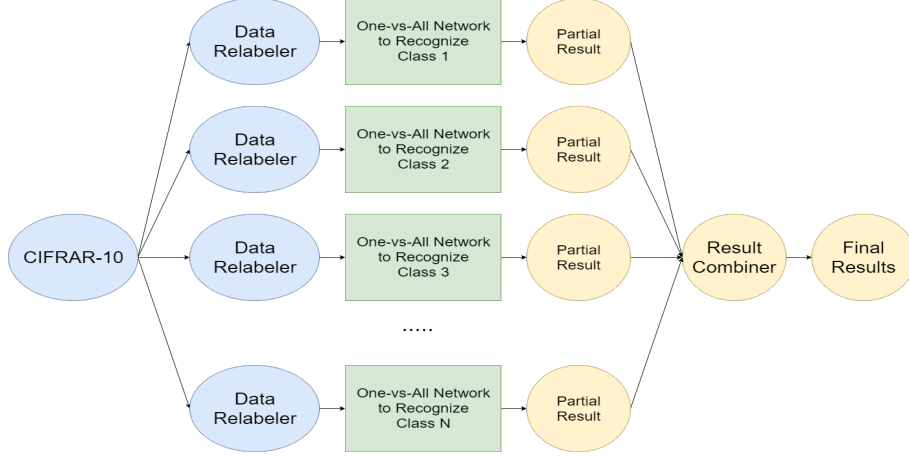 CIFRAR-10
Data
Relabeler
One-vs-All Network
to Recognize
Class 1
Partial
Result
Data
Relabeler
One-vs-All Network
to Recognize
Class 2
Partial
Result
Data
Relabeler
One-vs-All Network
to Recognize
Class 3
Partial
Result
.....
Data
Relabeler
One-vs-All Network
to Recognize
Class N
Partial
Result
Result
Combiner
Final
Results